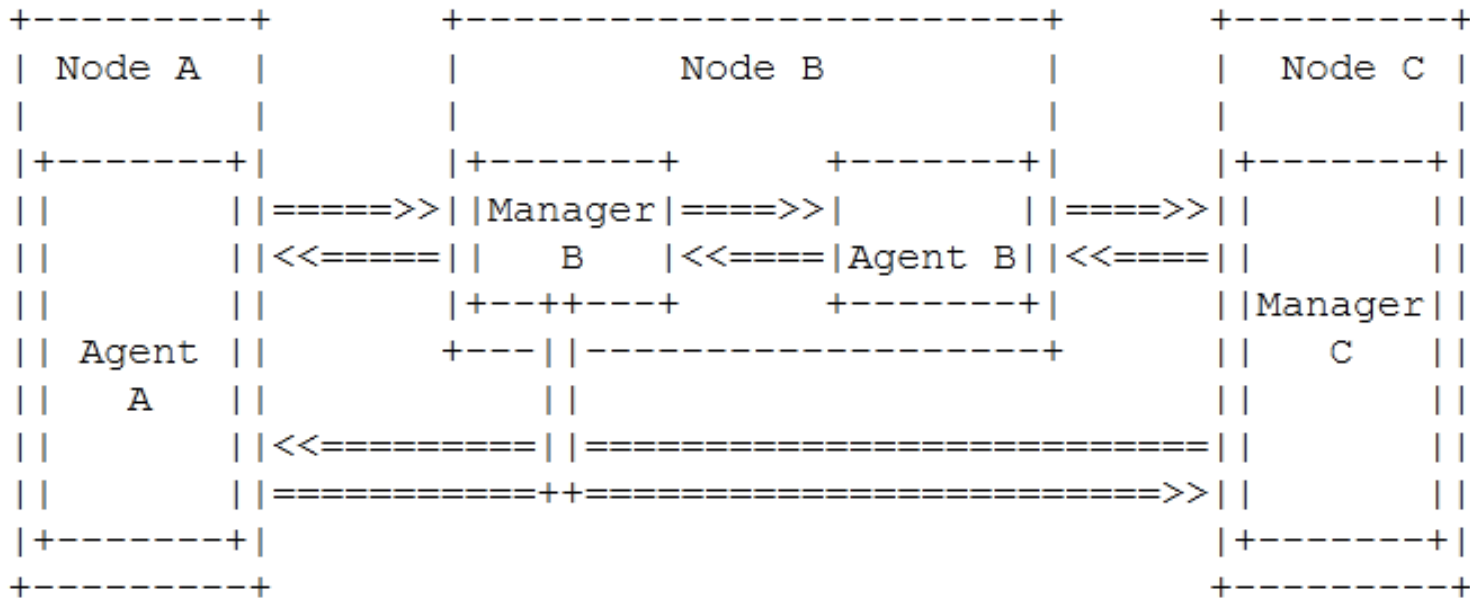 +---------+       +------------------------+      +---------+
| Node A  |       |         Node B         |      |  Node C |
|         |       |                        |      |         |
|+-------+|       |+-------+      +-------+|      |+-------+|
||       ||=====>>||Manager|====>>|       ||====>>||       ||
||       ||<<=====||   B   |<<====|Agent B||<<====||       ||
||       ||       |+--++---+      +-------+|      ||Manager||
|| Agent ||       +---||-------------------+      ||   C   ||
||   A   ||           ||                          ||       ||
||       ||<<=========||==========================||       ||
||       ||===========++========================>>||       ||
|+-------+|                                       |+-------+|
+---------+                                       +---------+